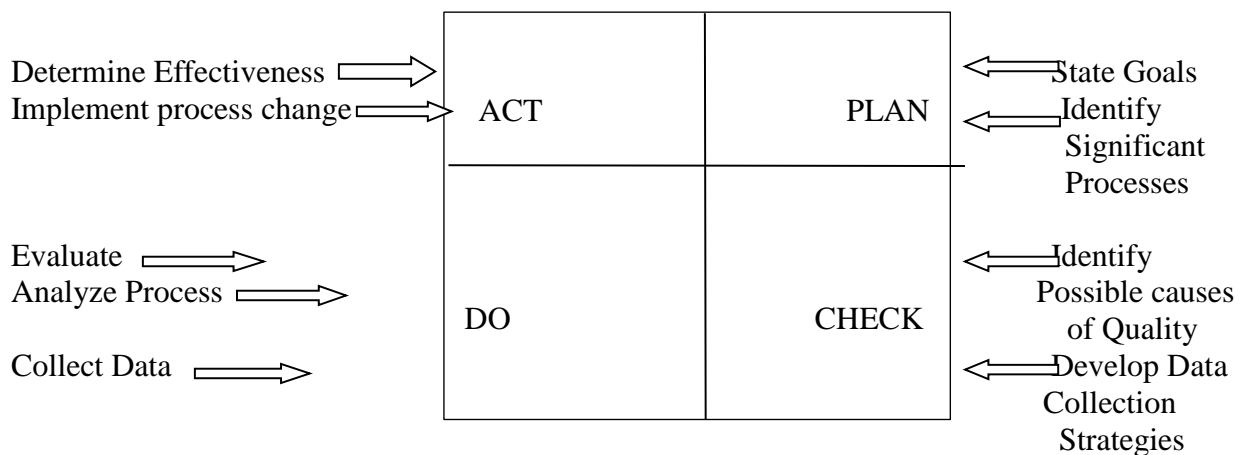 Determine Effectiveness
Implement process change
ACT
PLAN
State Goals
Identify
Significant
Processes
Evaluate
Analyze Process
Collect Data
DO
CHECK
Identify
Possible causes
of Quality
Develop Data
Collection
Strategies